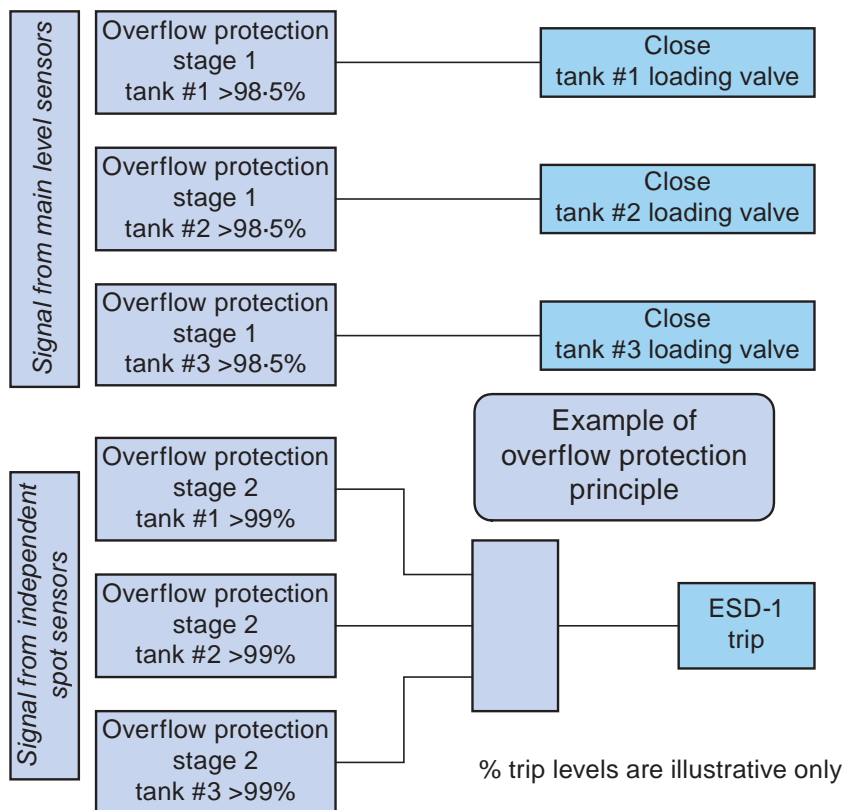 Signal from main level sensors
Overflow protection
stage 1
tank #1 >98·5%
Close
tank #1 loading valve
Overflow protection
stage 1
tank #2 >98·5%
Close
tank #2 loading valve
Overflow protection
stage 1
tank #3 >98·5%
Close
tank #3 loading valve
Example of
overflow protection
principle
Signal from independent
spot sensors
Overflow protection
stage 2
tank #1 >99%
Overflow protection
stage 2
tank #2 >99%
ESD-1
trip
Overflow protection
stage 2
tank #3 >99%
% trip levels are illustrative only